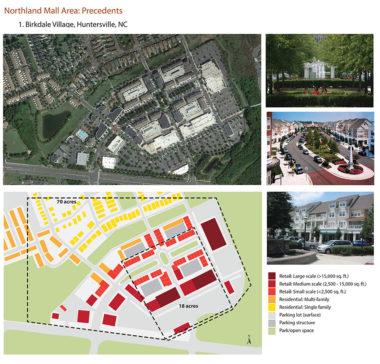 Northland Mall Area: Precedents
1. Birkdale Village, Huntersville, NC
70 acres
18 acres
Retail: Large scale (>15,000 sq. ft.)
Retail: Medium scale (2,500 - 15,000 sq. ft.)
Retail: Small scale (<2,500 sq. ft.)
Residential: Multi-family
Residential: Single family
Parking lot (surface)
Parking structure
Park/open space